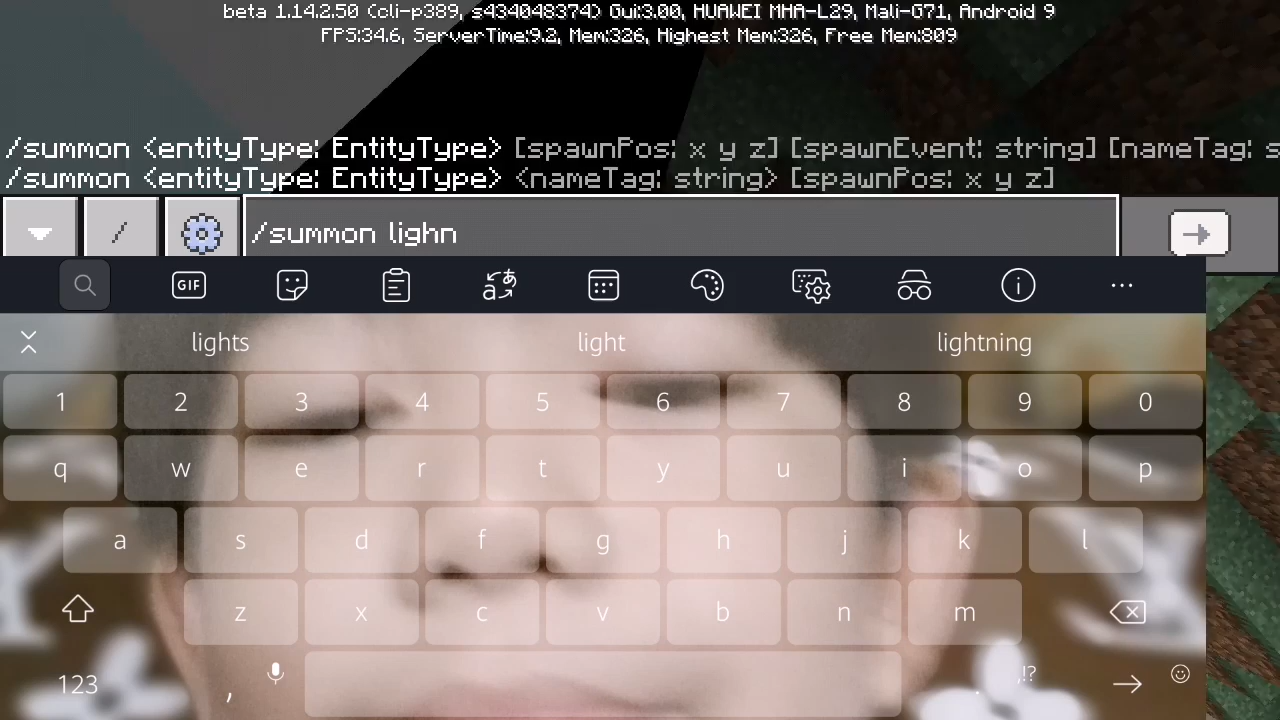 beta 1.14.2.50 (cli-p389, s434048374) Gui:3.00, HUAWEI MHA-L29, Mali-G71, Android 9
FPS:34.6, ServerTime:9.2, Mem:326, Highest Mem:326, Free Mem:809
/summon <entityType: EntityType> [spawnPos: x y z] [spawnEvent: string] [nameTag: s
/summon <entityType: EntityType> <nameTag: string> [spawnPos: x y z]
/ /summon lighn
GIF aあ
lights light lightning
1 2 3 4 5 6 7 8 9 0
q w e r t y u i o p
a s d f g h j k l
z x c v b n m
123 , . ,!?